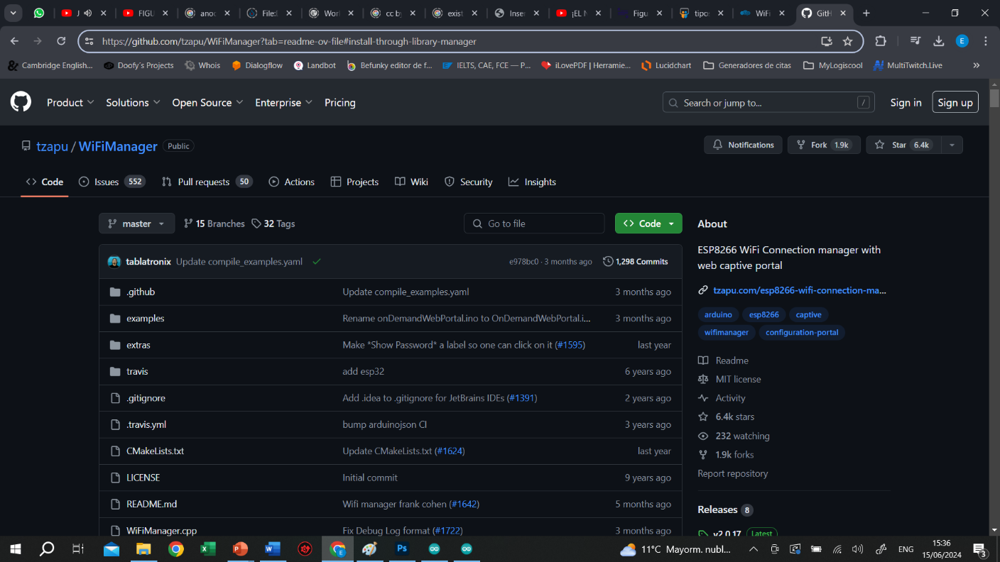 J
FIGU
anoc
File:l
Worl
cc by
exist
Inser
¡EL N
Figu
tipo:
WiFi
GitH
https://github.com/tzapu/WiFiManager?tab=readme-ov-file#install-through-library-manager
E
Cambridge English...
Doofy´s Projects
Whois
Dialogflow
Landbot
Befunky editor de f...
IELTS, CAE, FCE — P...
iLovePDF | Herramie...
Lucidchart
Generadores de citas
MyLogiscool
MultiTwitch.Live
»
Product
Solutions
Open Source
Enterprise
Pricing
Search or jump to...
/
Sign in
Sign up
tzapu / WiFiManager
Public
Notifications
Fork 1.9k
Star 6.4k
Code
Issues 552
Pull requests 50
Actions
Projects
Wiki
Security
Insights
master
15 Branches
32 Tags
Go to file
Code
tablatronix Update compile_examples.yaml
e978bc0 · 3 months ago
1,298 Commits
.github Update compile_examples.yaml 3 months ago
examples Rename onDemandWebPortal.ino to OnDemandWebPortal.i... 3 months ago
extras Make *Show Password* a label so one can click on it (#1595) last year
travis add esp32 6 years ago
.gitignore Add .idea to .gitignore for JetBrains IDEs (#1391) 2 years ago
.travis.yml bump arduinojson CI 3 years ago
CMakeLists.txt Update CMakeLists.txt (#1624) last year
LICENSE Initial commit 9 years ago
README.md Wifi manager frank cohen (#1642) 5 months ago
WiFiManager.cpp Fix Debug Log format (#1722) 3 months ago
About
ESP8266 WiFi Connection manager with
web captive portal
tzapu.com/esp8266-wifi-connection-ma...
arduino
esp8266
captive
wifimanager
configuration-portal
Readme
MIT license
Activity
6.4k stars
232 watching
1.9k forks
Report repository
Releases 8
v2.0.17 Latest
11°C Mayorm. nubl...
ENG
15:36
15/06/2024
3